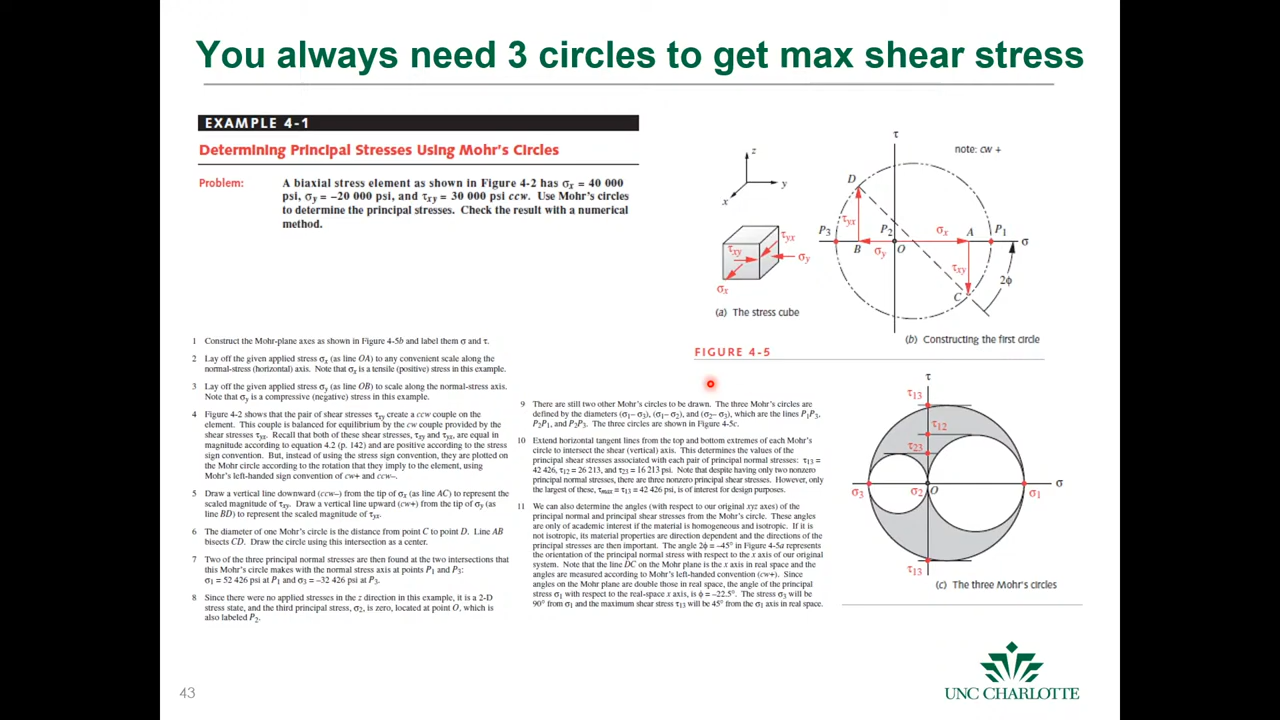 You always need 3 circles to get max shear stress
EXAMPLE 4-1
Determining Principal Stresses Using Mohr's Circles
Problem:
A biaxial stress element as shown in Figure 4-2 has σx = 40 000
psi, σy = −20 000 psi, and τxy = 30 000 psi ccw. Use Mohr's circles
to determine the principal stresses. Check the result with a numerical
method.
1 Construct the Mohr-plane axes as shown in Figure 4-5b and label them σ and τ.
2 Lay off the given applied stress σx (as line OA) to any convenient scale along the
normal-stress (horizontal) axis. Note that σx is a tensile (positive) stress in this example.
3 Lay off the given applied stress σy (as line OB) to scale along the normal-stress axis.
Note that σy is a compressive (negative) stress in this example.
4 Figure 4-2 shows that the pair of shear stresses τxy create a ccw couple on the
element. This couple is balanced for equilibrium by the cw couple provided by the
shear stresses τyx. Recall that both of these shear stresses, τxy and τyx, are equal in
magnitude according to equation 4.2 (p. 142) and are positive according to the stress
sign convention. But, instead of using the stress sign convention, they are plotted on
the Mohr circle according to the rotation that they imply to the element, using
Mohr's left-handed sign convention of cw+ and ccw−.
5 Draw a vertical line downward (ccw−) from the tip of σx (as line AC) to represent the
scaled magnitude of τxy. Draw a vertical line upward (cw+) from the tip of σy (as
line BD) to represent the scaled magnitude of τyx.
6 The diameter of one Mohr's circle is the distance from point C to point D. Line AB
bisects CD. Draw the circle using this intersection as a center.
7 Two of the three principal normal stresses are then found at the two intersections that
this Mohr's circle makes with the normal stress axis at points P1 and P3:
σ1 = 52 426 psi at P1 and σ3 = −32 426 psi at P3.
8 Since there were no applied stresses in the z direction in this example, it is a 2-D
stress state, and the third principal stress, σ2, is zero, located at point O, which is
also labeled P2.
9 There are still two other Mohr's circles to be drawn. The three Mohr's circles are
defined by the diameters (σ1− σ3), (σ1− σ2), and (σ2− σ3), which are the lines P1P3,
P2P1, and P2P3. The three circles are shown in Figure 4-5c.
10 Extend horizontal tangent lines from the top and bottom extremes of each Mohr's
circle to intersect the shear (vertical) axis. This determines the values of the
principal shear stresses associated with each pair of principal normal stresses: τ13 =
42 426, τ12 = 26 213, and τ23 = 16 213 psi. Note that despite having only two nonzero
principal normal stresses, there are three nonzero principal shear stresses. However, only
the largest of these, τmax = τ13 = 42 426 psi, is of interest for design purposes.
11 We can also determine the angles (with respect to our original xyz axes) of the
principal normal and principal shear stresses from the Mohr's circle. These angles
are only of academic interest if the material is homogeneous and isotropic. If it is
not isotropic, its material properties are direction dependent and the directions of the
principal stresses are then important. The angle 2ϕ = −45° in Figure 4-5a represents
the orientation of the principal normal stress with respect to the x axis of our original
system. Note that the line DC on the Mohr plane is the x axis in real space and the
angles are measured according to Mohr's left-handed convention (cw+). Since
angles on the Mohr plane are double those in real space, the angle of the principal
stress σ1 with respect to the real-space x axis, is ϕ = −22.5°. The stress σ3 will be
90° from σ1 and the maximum shear stress τ13 will be 45° from the σ1 axis in real space.
z
y
x
τxy
τyx
σy
σx
(a) The stress cube
τ
note: cw +
D
τyx
P3
P2
σx
A
P1
σ
B
σy
O
τxy
2ϕ
C
(b) Constructing the first circle
FIGURE 4-5
τ
τ13
τ12
τ23
σ3
σ2
O
σ1
σ
τ13
(c) The three Mohr's circles
43
UNC CHARLOTTE